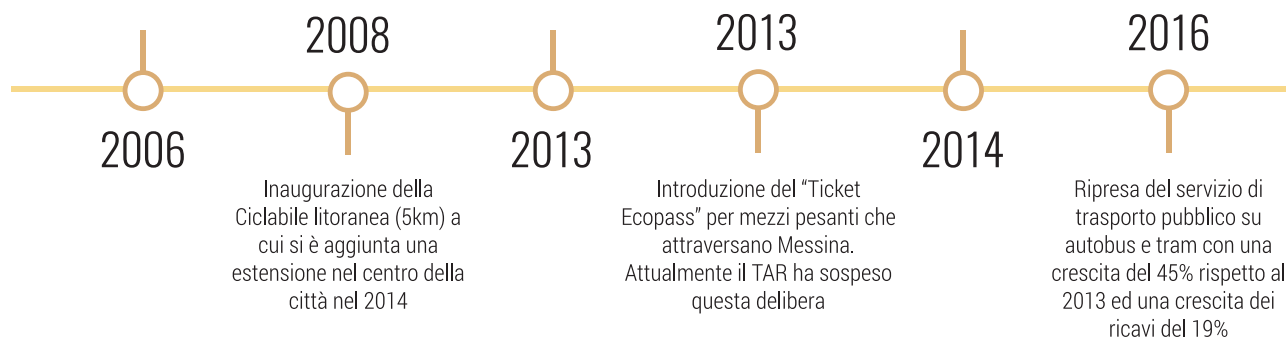 2008
2013
2016
2006
2013
2014
Inaugurazione della
Ciclabile litoranea (5km) a
cui si è aggiunta una
estensione nel centro della
città nel 2014
Introduzione del “Ticket
Ecopass” per mezzi pesanti che
attraversano Messina.
Attualmente il TAR ha sospeso
questa delibera
Ripresa del servizio di
trasporto pubblico su
autobus e tram con una
crescita del 45% rispetto al
2013 ed una crescita dei
ricavi del 19%